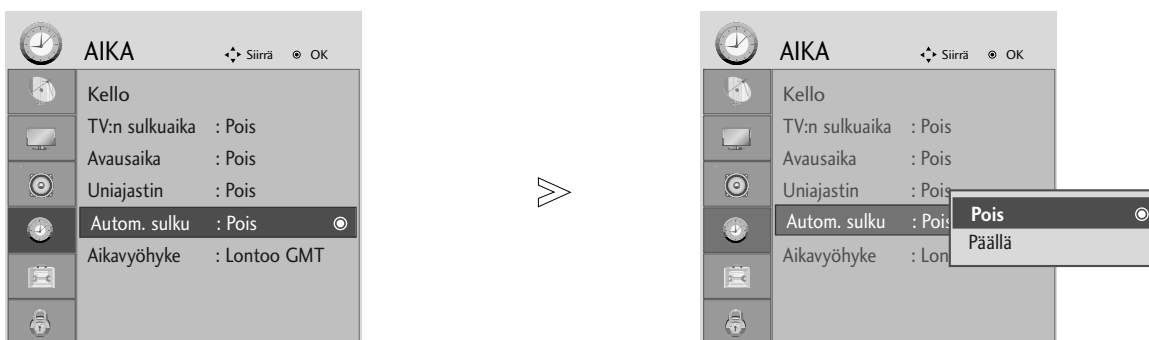 AIKA Siirrä OK
Kello
TV:n sulkuaika : Pois
Avausaika : Pois
Uniajastin : Pois
Autom. sulku : Pois
Aikavyöhyke : Lontoo GMT
AIKA Siirrä OK
Kello
TV:n sulkuaika : Pois
Avausaika : Pois
Uniajastin : Pois
Autom. sulku : Pois
Aikavyöhyke : Lon
Pois
Päällä